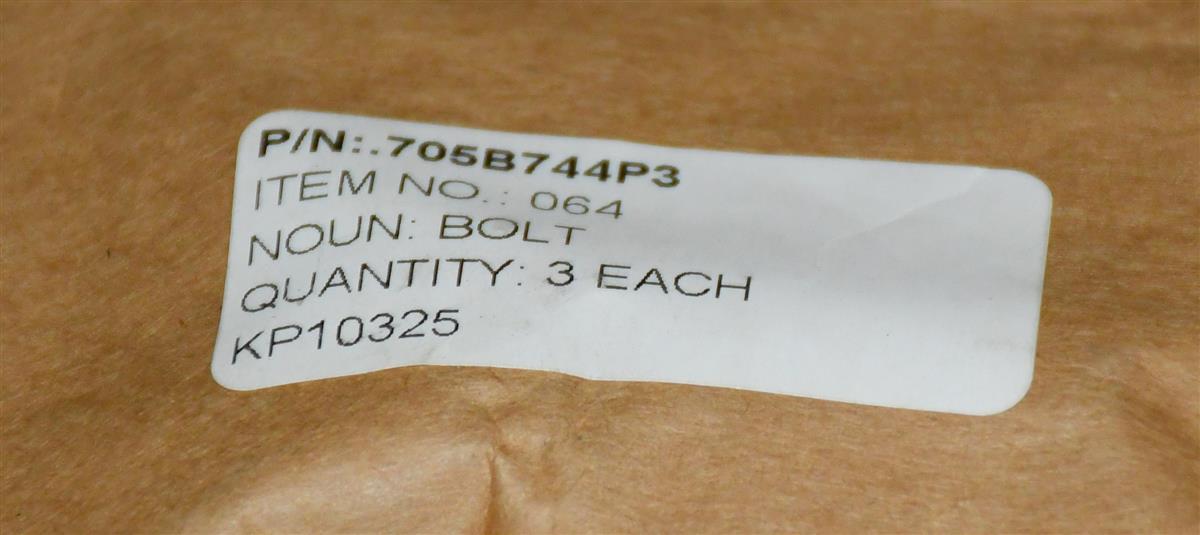 P/N:.705B744P3
ITEM NO.: 064
NOUN: BOLT
QUANTITY: 3 EACH
KP10325